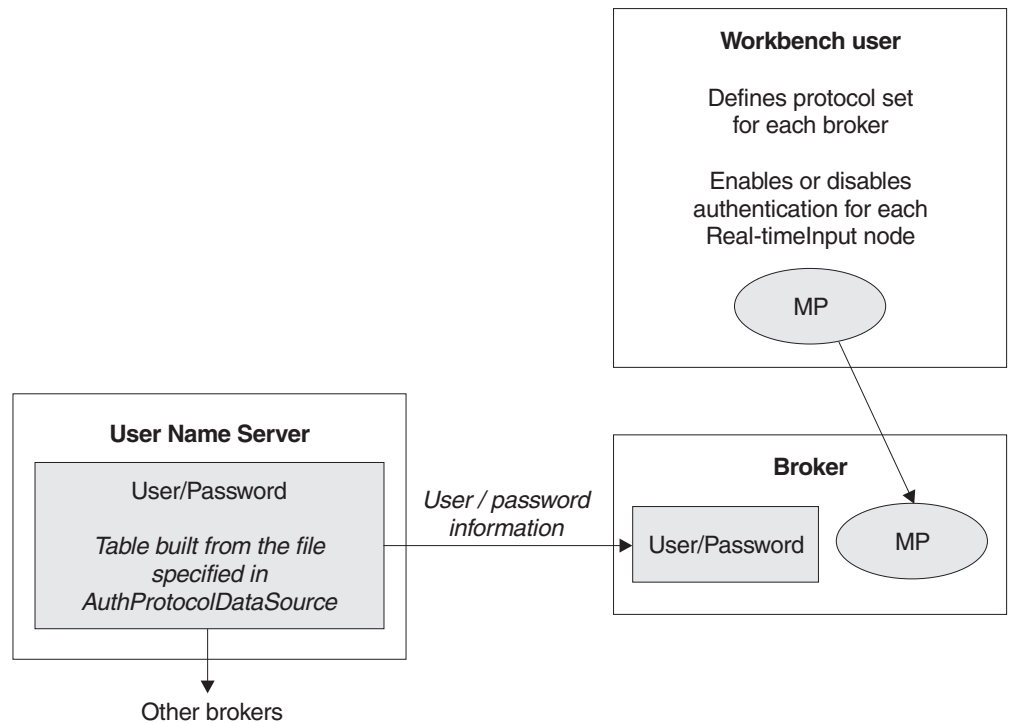 Workbench user
Defines protocol set
for each broker
Enables or disables
authentication for each
Real-timeInput node
MP
User Name Server
User/Password
Table built from the file
specified in
AuthProtocolDataSource
User / password
information
Broker
User/Password
MP
Other brokers